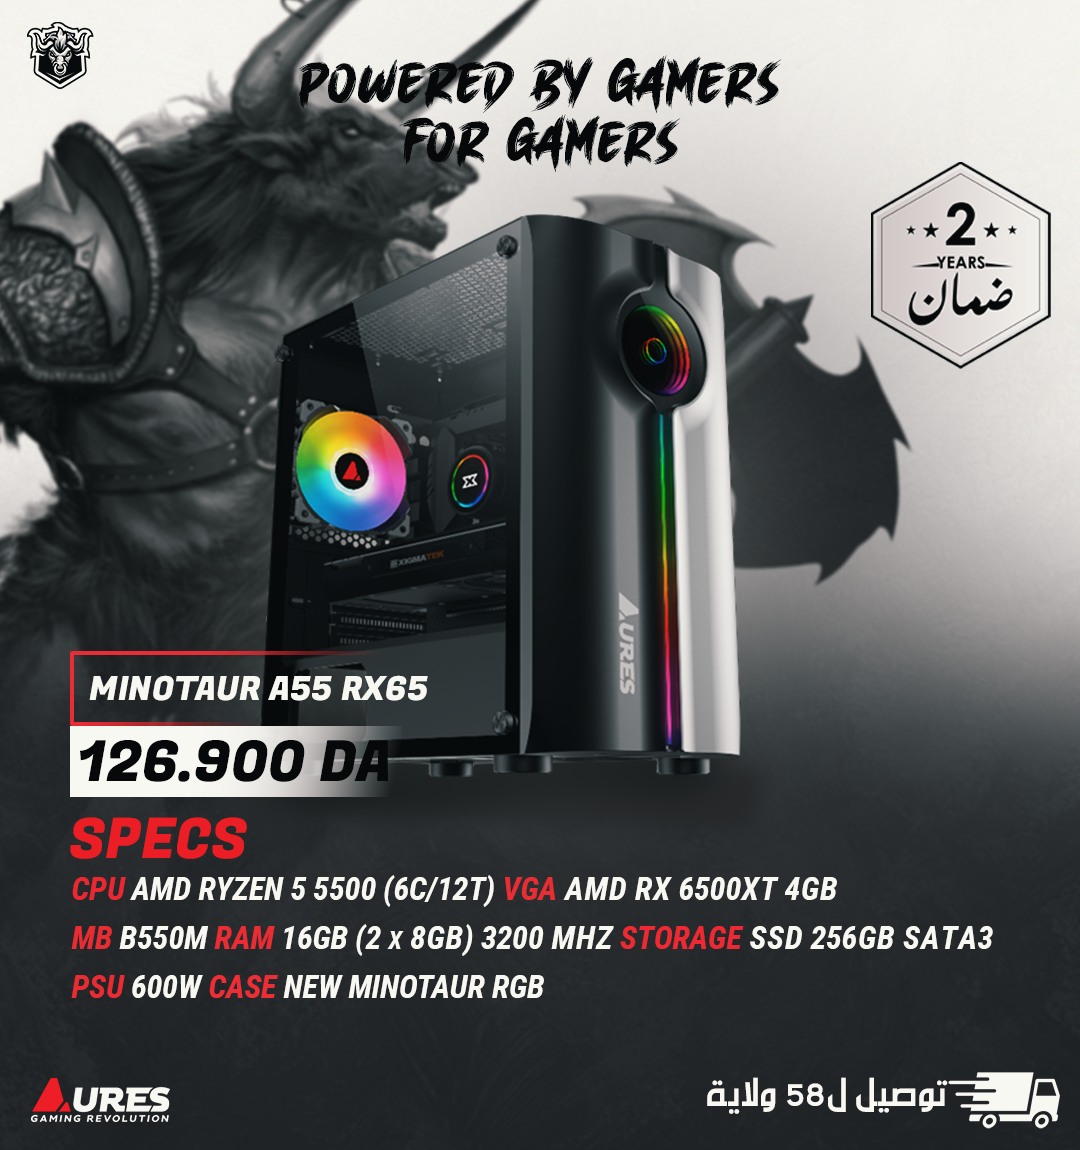 POWERED BY GAMERS
FOR GAMERS
2
YEARS
ضمان
XIGMATEK
AURES
MINOTAUR A55 RX65
126.900 DA
SPECS
CPU AMD RYZEN 5 5500 (6C/12T) VGA AMD RX 6500XT 4GB
MB B550M RAM 16GB (2 x 8GB) 3200 MHZ STORAGE SSD 256GB SATA3
PSU 600W CASE NEW MINOTAUR RGB
AURES
GAMING REVOLUTION
توصيل ل58 ولاية